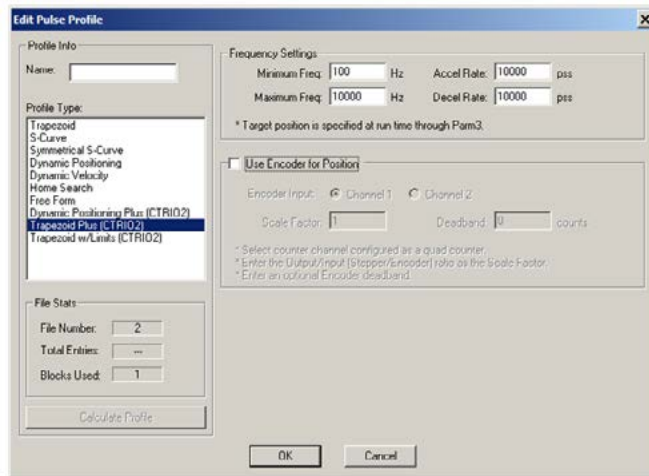 Edit Pulse Profile
Profile Info
Name:
Profile Type:
Trapezoid
S-Curve
Symmetrical S-Curve
Dynamic Positioning
Dynamic Velocity
Home Search
Free Form
Dynamic Positioning Plus (CTRIO2)
Trapezoid Plus (CTRIO2)
Trapezoid w/Limits (CTRIO2)
File Stats
File Number: 2
Total Entries: ---
Blocks Used: 1
Calculate Profile
Frequency Settings
Minimum Freq: 100 Hz Accel Rate: 10000 pss
Maximum Freq: 10000 Hz Decel Rate: 10000 pss
* Target position is specified at run time through Parm3.
Use Encoder for Position
Encoder Input: Channel 1 Channel 2
Scale Factor: 1 Deadband: 0 counts
* Select counter channel configured as a quad counter.
* Enter the Output/Input (Stepper/Encoder) ratio as the Scale Factor.
* Enter an optional Encoder deadband.
OK Cancel